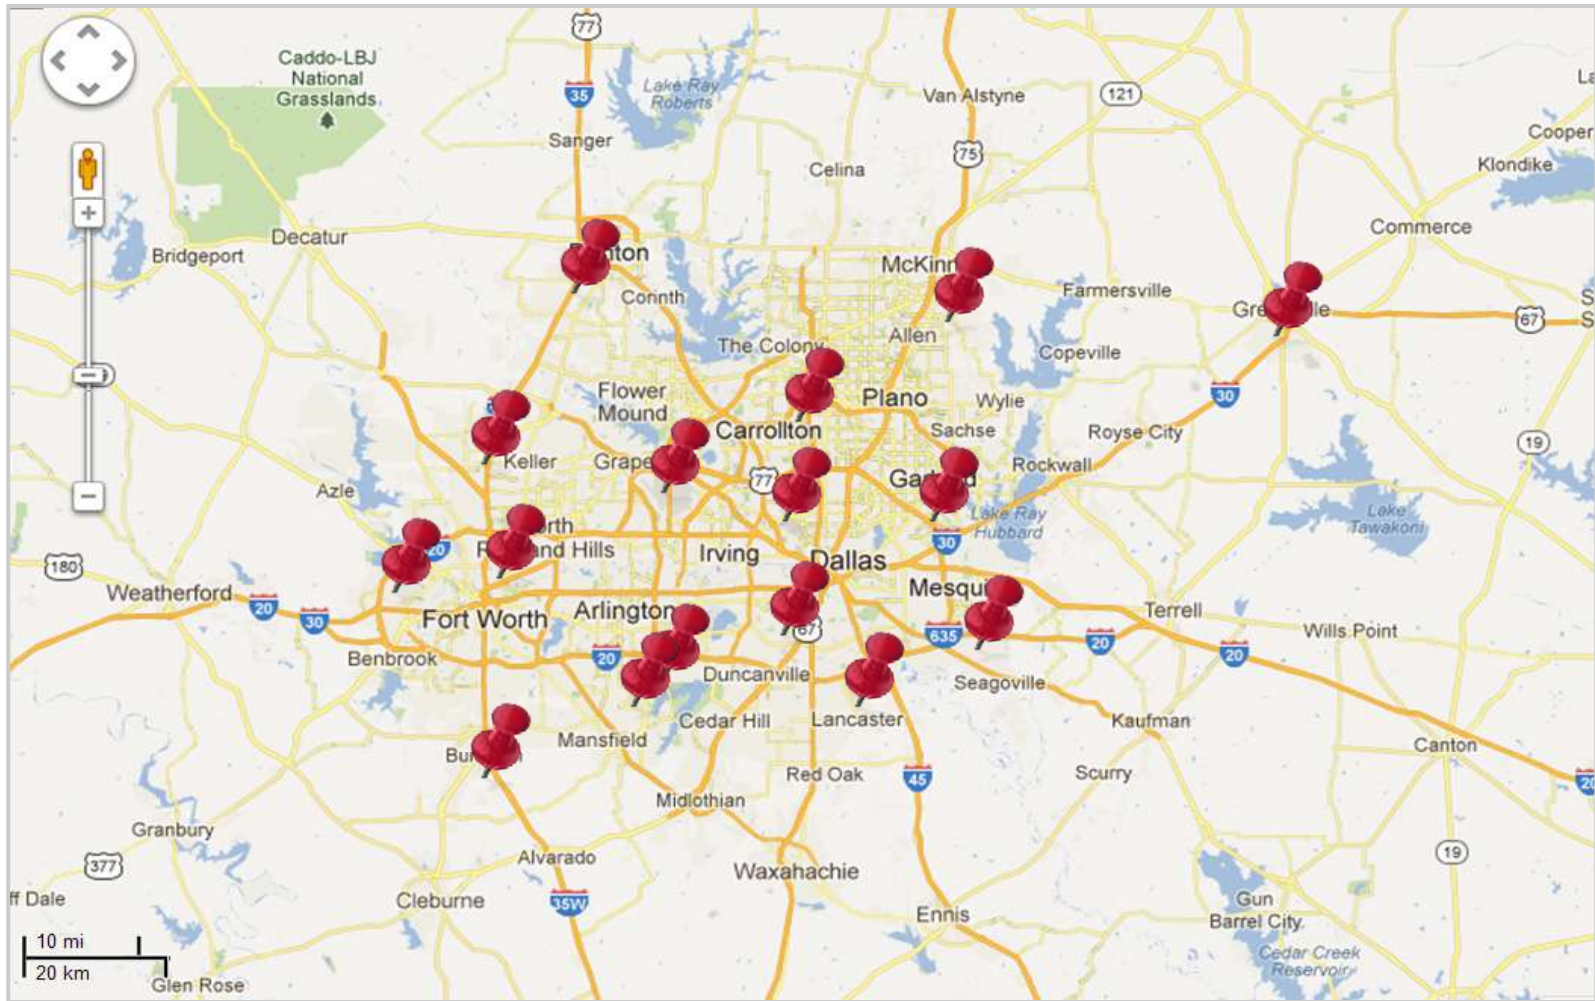 77
Caddo-LBJ
National
Grasslands
Lake Ray
Roberts
35
Van Alstyne
121
Sanger
75
Cooper
Klondike
Celina
Commerce
Decatur
Bridgeport
Corinth
Farmersville
Allen
67
The Colony
Copeville
Flower
Mound
Plano
Wylie
30
Carrollton
Sachse
Royse City
19
Keller
Rockwall
77
Azle
Lake Ray
Hubbard
Lake
Tawakoni
20
Irving
Dallas
30
180
Weatherford
20
30
Fort Worth
Arlington
67
635
20
Terrell
Wills Point
20
Benbrook
20
Duncanville
Seagoville
Cedar Hill
Lancaster
Kaufman
Mansfield
Canton
Red Oak
45
Scurry
20
Midlothian
Granbury
377
Alvarado
Waxahachie
19
ff Dale
Cleburne
35W
Ennis
Gun
Barrel City
10 mi
20 km
Cedar Creek
Reservoir
Glen Rose